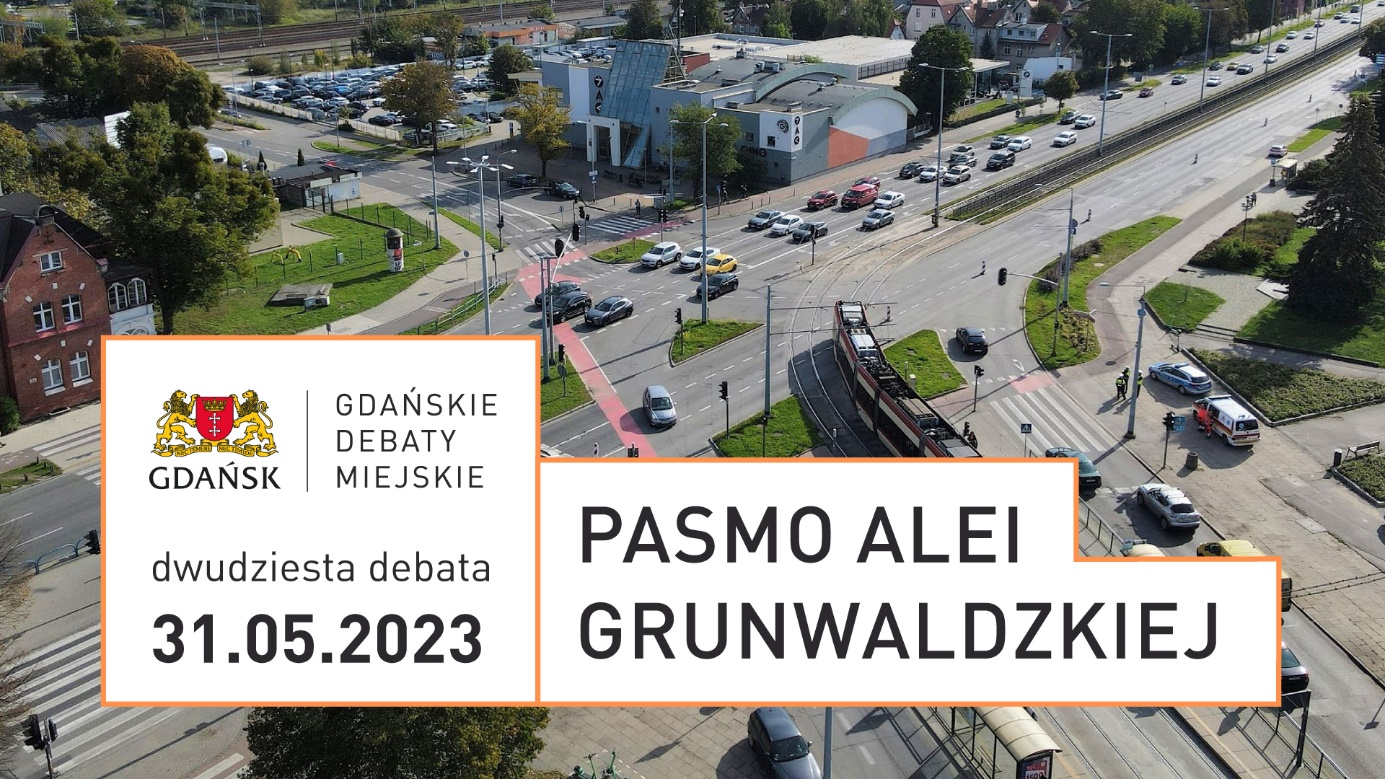 GDAŃSK
GDAŃSKIE
DEBATY
MIEJSKIE
dwudziesta debata
31.05.2023
PASMO ALEI
GRUNWALDZKIEJ